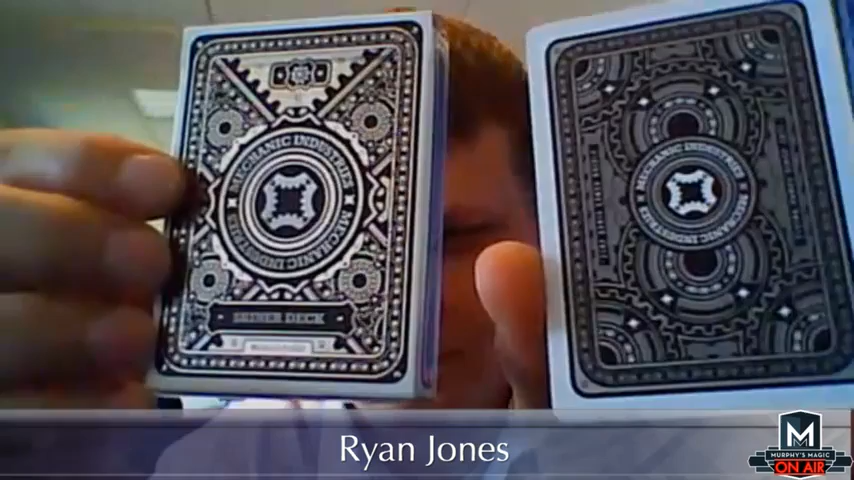 MECHANIC INDUSTRIES
MECHANIC INDUSTRIES
MECHANIC INDUSTRIES
MECHANIC INDUSTRIES
Ryan Jones
M
MURPHY'S MAGIC
ON AIR